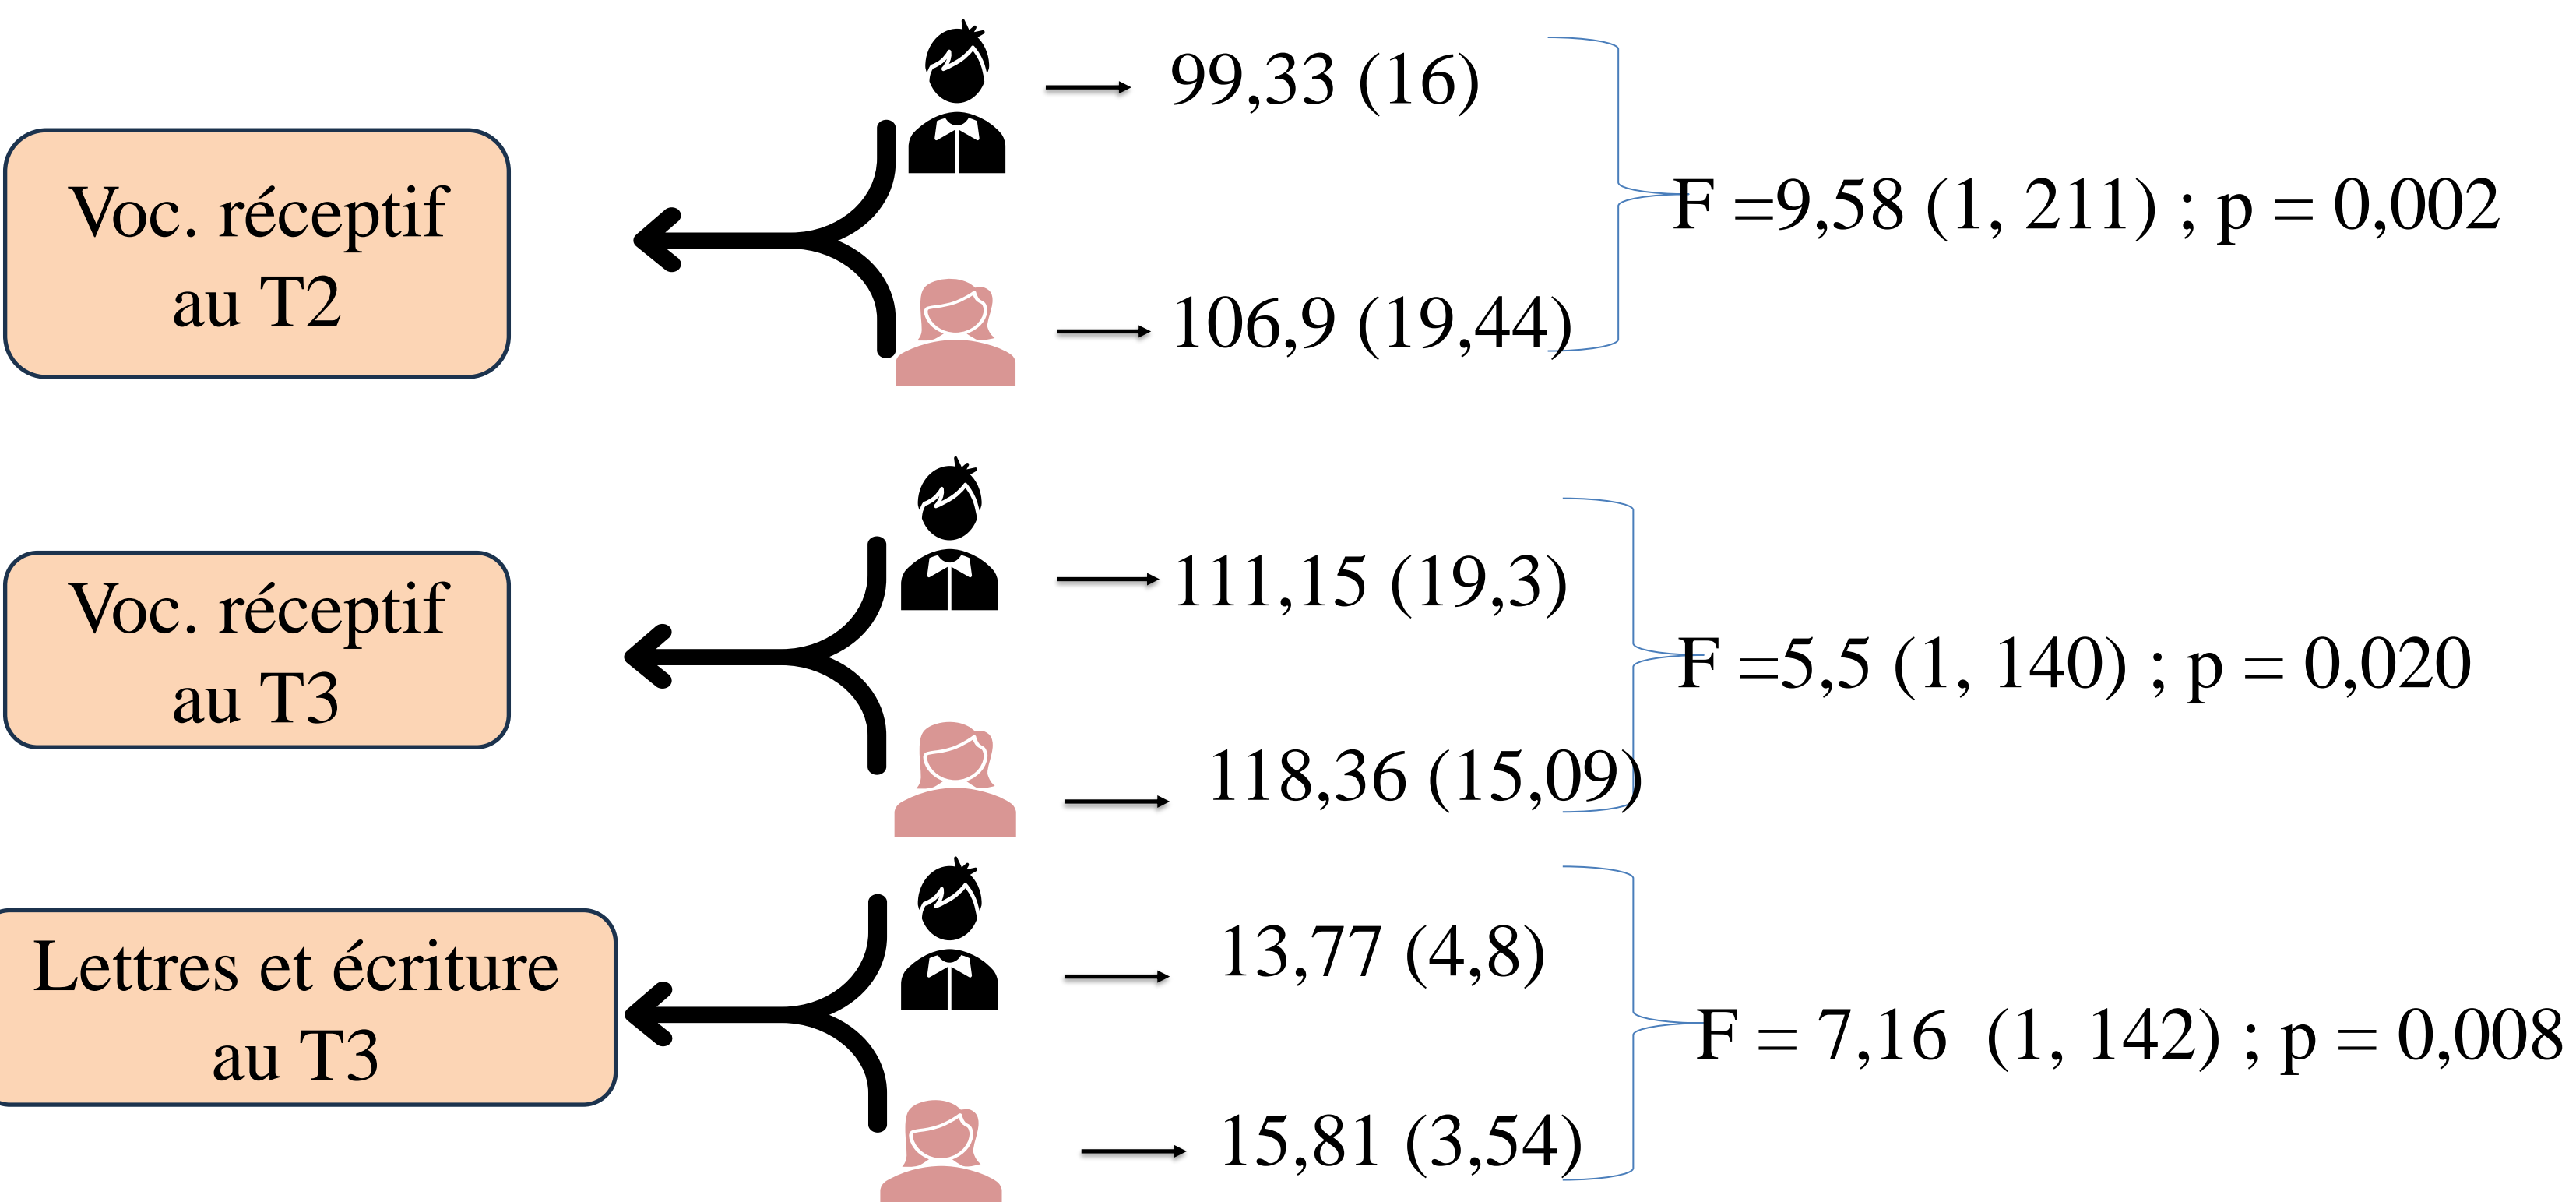 99,33 (16)
Voc. réceptif
au T2
F =9,58 (1, 211) ; p = 0,002
106,9 (19,44)
111,15 (19,3)
Voc. réceptif
au T3
F =5,5 (1, 140) ; p = 0,020
118,36 (15,09)
13,77 (4,8)
Lettres et écriture
au T3
F = 7,16 (1, 142) ; p = 0,008
15,81 (3,54)